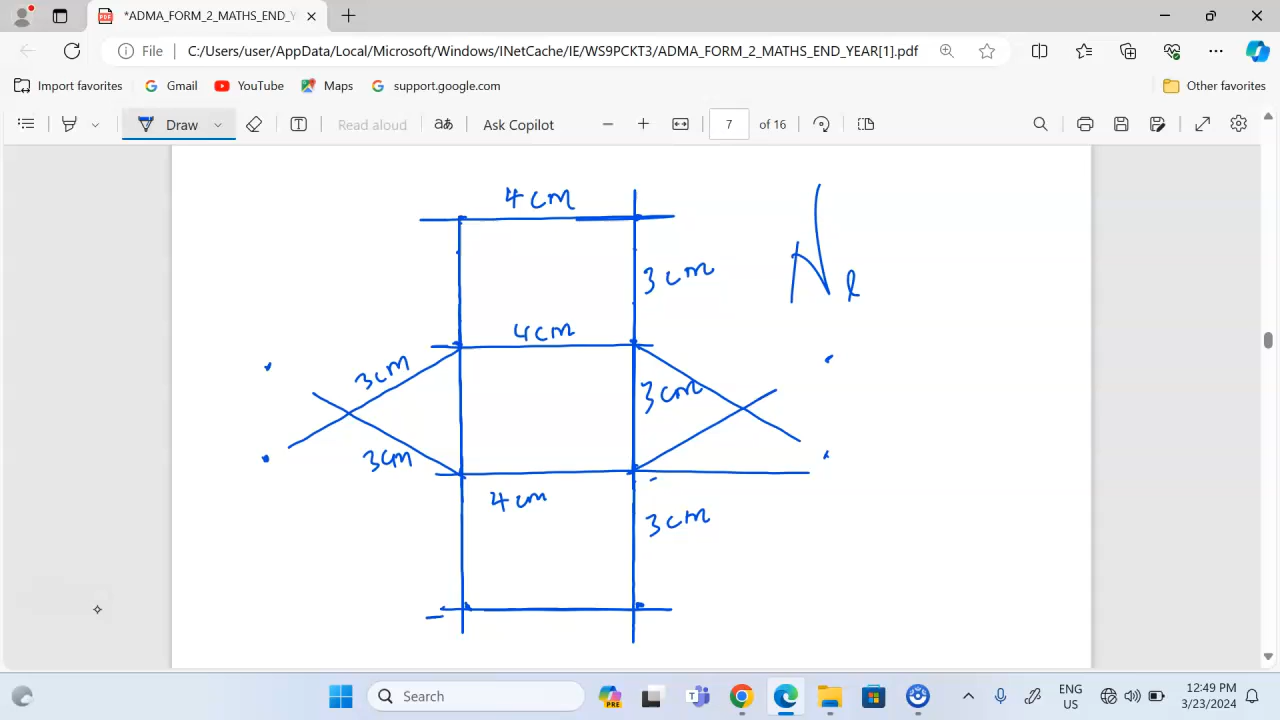 *ADMA_FORM_2_MATHS_END_Y
File C:/Users/user/AppData/Local/Microsoft/Windows/INetCache/IE/WS9PCKT3/ADMA_FORM_2_MATHS_END_YEAR[1].pdf
Import favorites Gmail YouTube Maps support.google.com Other favorites
Draw Read aloud Ask Copilot 7 of 16
4cm
3cm
4cm
3cm
3cm
3cm
4cm
3cm
Search
PRE
ENG
US
12:49 PM
3/23/2024